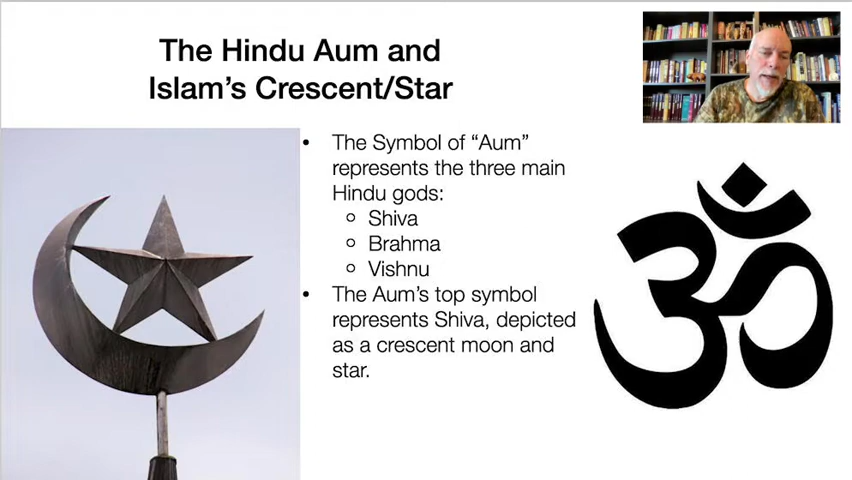 The Hindu Aum and
Islam's Crescent/Star
• The Symbol of “Aum”
represents the three main
Hindu gods:
○ Shiva
○ Brahma
○ Vishnu
• The Aum’s top symbol
represents Shiva, depicted
as a crescent moon and
star.
ॐ